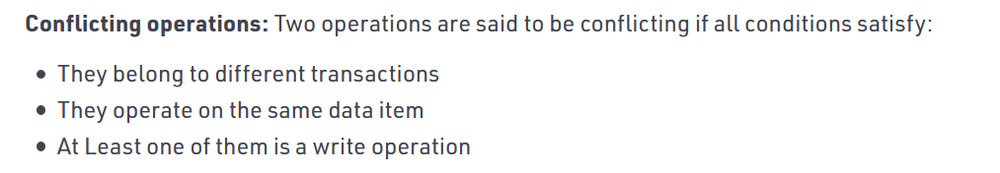 Conflicting operations: Two operations are said to be conflicting if all conditions satisfy:
• They belong to different transactions
• They operate on the same data item
• At Least one of them is a write operation